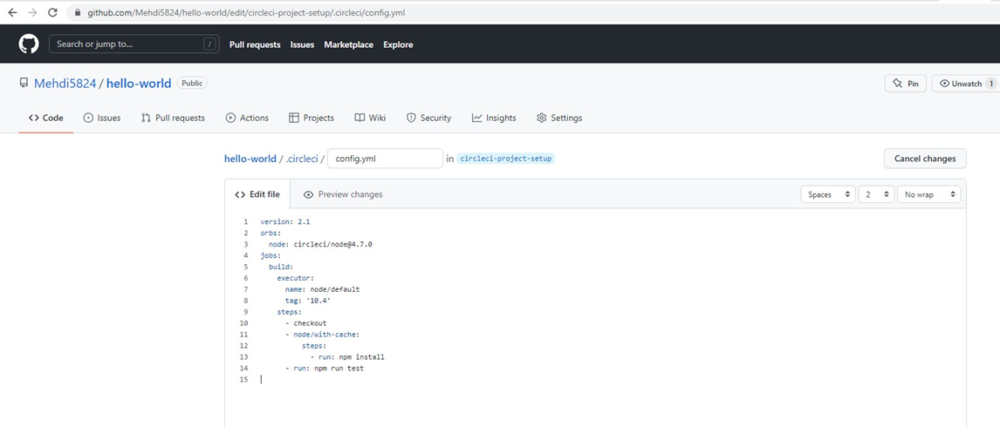 github.com/Mehdi5824/hello-world/edit/circleci-project-setup/.circleci/config.yml
Search or jump to... / Pull requests Issues Marketplace Explore
Mehdi5824 / hello-world Public Pin Unwatch 1
Code Issues Pull requests Actions Projects Wiki Security Insights Settings
hello-world / .circleci / config.yml in circleci-project-setup Cancel changes
<> Edit file Preview changes Spaces 2 No wrap
1 version: 2.1
2 orbs:
3   node: circleci/node@4.7.0
4 jobs:
5   build:
6     executor:
7       name: node/default
8       tag: '10.4'
9     steps:
10       - checkout
11       - node/with-cache:
12           steps:
13             - run: npm install
14       - run: npm run test
15